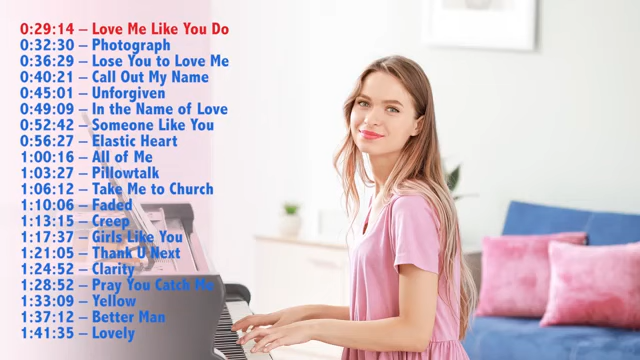 0:29:14 – Love Me Like You Do
0:32:30 – Photograph
0:36:29 – Lose You to Love Me
0:40:21 – Call Out My Name
0:45:01 – Unforgiven
0:49:09 – In the Name of Love
0:52:42 – Someone Like You
0:56:27 – Elastic Heart
1:00:16 – All of Me
1:03:27 – Pillowtalk
1:06:12 – Take Me to Church
1:10:06 – Faded
1:13:15 – Creep
1:17:37 – Girls Like You
1:21:05 – Thank U Next
1:24:52 – Clarity
1:28:52 – Pray You Catch Me
1:33:09 – Yellow
1:37:12 – Better Man
1:41:35 – Lovely